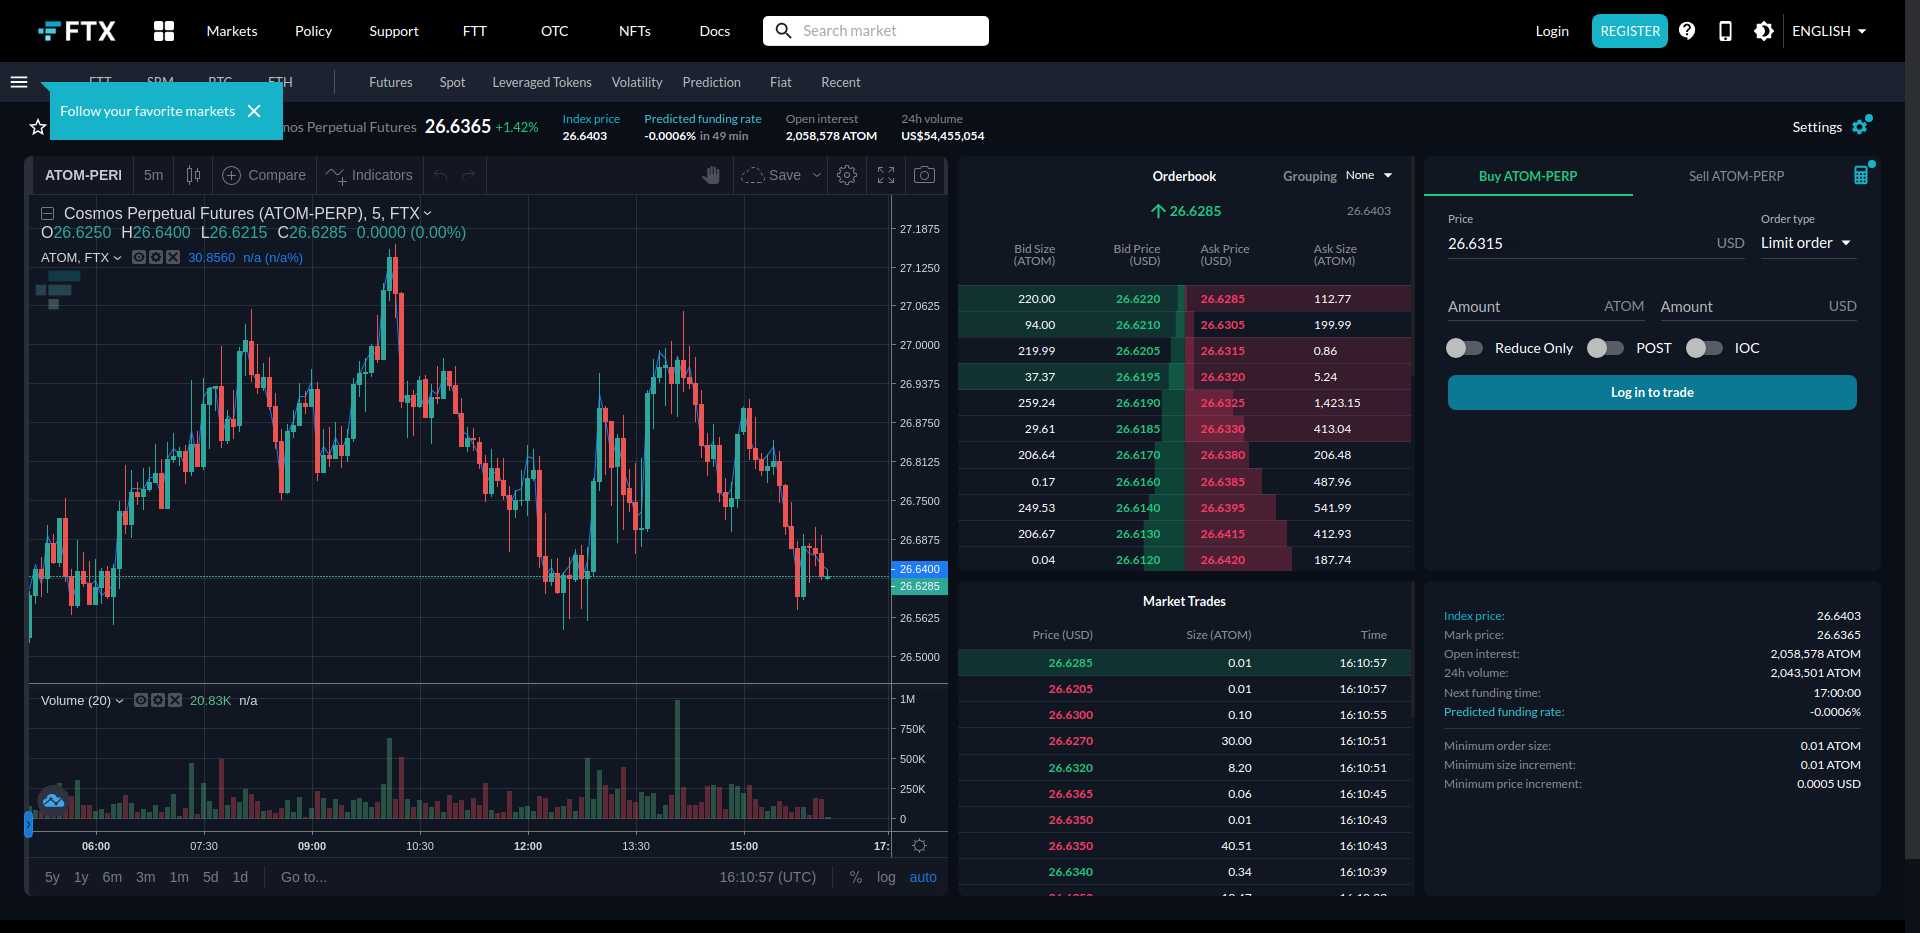 FTX
Markets
Policy
Support
FTT
OTC
NFTs
Docs
Search market
Login
REGISTER
ENGLISH
Futures
Spot
Leveraged Tokens
Volatility
Prediction
Fiat
Recent
Follow your favorite markets
mos Perpetual Futures
26.6365 +1.42%
Index price
26.6403
Predicted funding rate
-0.0006% in 49 min
Open interest
2,058,578 ATOM
24h volume
US$54,455,054
Settings
ATOM-PERI
5m
Compare
Indicators
Save
Cosmos Perpetual Futures (ATOM-PERP), 5, FTX
O26.6250 H26.6400 L26.6215 C26.6285 0.0000 (0.00%)
ATOM, FTX 30.8560 n/a (n/a%)
27.1875
27.1250
27.0625
27.0000
26.9375
26.8750
26.8125
26.7500
26.6875
26.6400
26.6285
26.5625
26.5000
Volume (20) 20.83K n/a
1M
750K
500K
250K
0
06:00 07:30 09:00 10:30 12:00 13:30 15:00 17:
5y 1y 6m 3m 1m 5d 1d Go to...
16:10:57 (UTC) % log auto
Orderbook
Grouping None
26.6285
26.6403
Bid Size (ATOM) Bid Price (USD) Ask Price (USD) Ask Size (ATOM)
220.00 26.6220 26.6285 112.77
94.00 26.6210 26.6305 199.99
219.99 26.6205 26.6315 0.86
37.37 26.6195 26.6320 5.24
259.24 26.6190 26.6325 1,423.15
29.61 26.6185 26.6330 413.04
206.64 26.6170 26.6380 206.48
0.17 26.6160 26.6385 487.96
249.53 26.6140 26.6395 541.99
206.67 26.6130 26.6415 412.93
0.04 26.6120 26.6420 187.74
Market Trades
Price (USD) Size (ATOM) Time
26.6285 0.01 16:10:57
26.6205 0.01 16:10:57
26.6300 0.10 16:10:55
26.6270 30.00 16:10:51
26.6320 8.20 16:10:51
26.6365 0.06 16:10:45
26.6350 0.01 16:10:43
26.6350 40.51 16:10:43
26.6340 0.34 16:10:39
Buy ATOM-PERP
Sell ATOM-PERP
Price
26.6315 USD
Order type
Limit order
Amount ATOM
Amount USD
Reduce Only
POST
IOC
Log in to trade
Index price: 26.6403
Mark price: 26.6365
Open interest: 2,058,578 ATOM
24h volume: 2,043,501 ATOM
Next funding time: 17:00:00
Predicted funding rate: -0.0006%
Minimum order size: 0.01 ATOM
Minimum size increment: 0.01 ATOM
Minimum price increment: 0.0005 USD